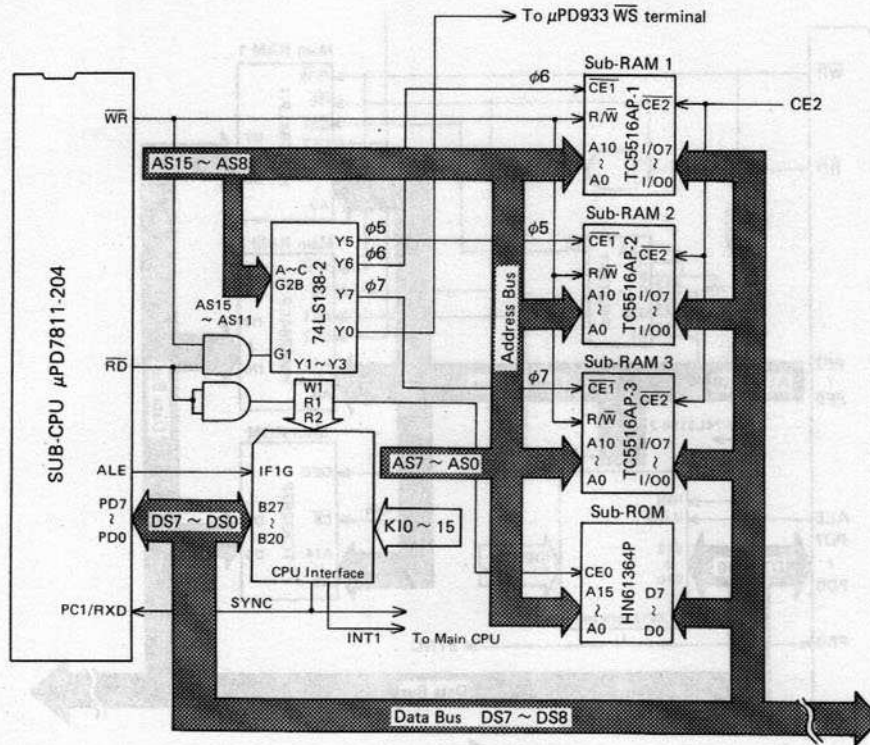 To μPD933 WS terminal
Sub-RAM 1
φ6
CE1
CE2
CE2
WR
R/W
TC5516AP-1
A10
~
A0
I/O7
~
I/O0
AS15 ~ AS8
Sub-RAM 2
φ5
φ5
Y5
CE1
CE2
φ6
Y6
A~C
G2B
R/W
TC5516AP-2
φ7
Y7
74LS138-2
A10
~
A0
I/O7
~
I/O0
AS15
~ AS11
Y0
SUB-CPU μPD7811-204
Address Bus
G1
Y1 ~ Y3
Sub-RAM 3
RD
φ7
CE1
CE2
W1
R1
R2
R/W
TC5516AP-3
A10
~
A0
I/O7
~
I/O0
ALE
IF1G
AS7 ~ AS0
PD7
~
PD0
DS7 ~ DS0
B27
~
B20
KI0 ~ 15
Sub-ROM
CPU Interface
CE0
HN61364P
A15
~
A0
D7
~
D0
PC1/RXD
SYNC
INT1
To Main CPU
Data Bus DS7 ~ DS8